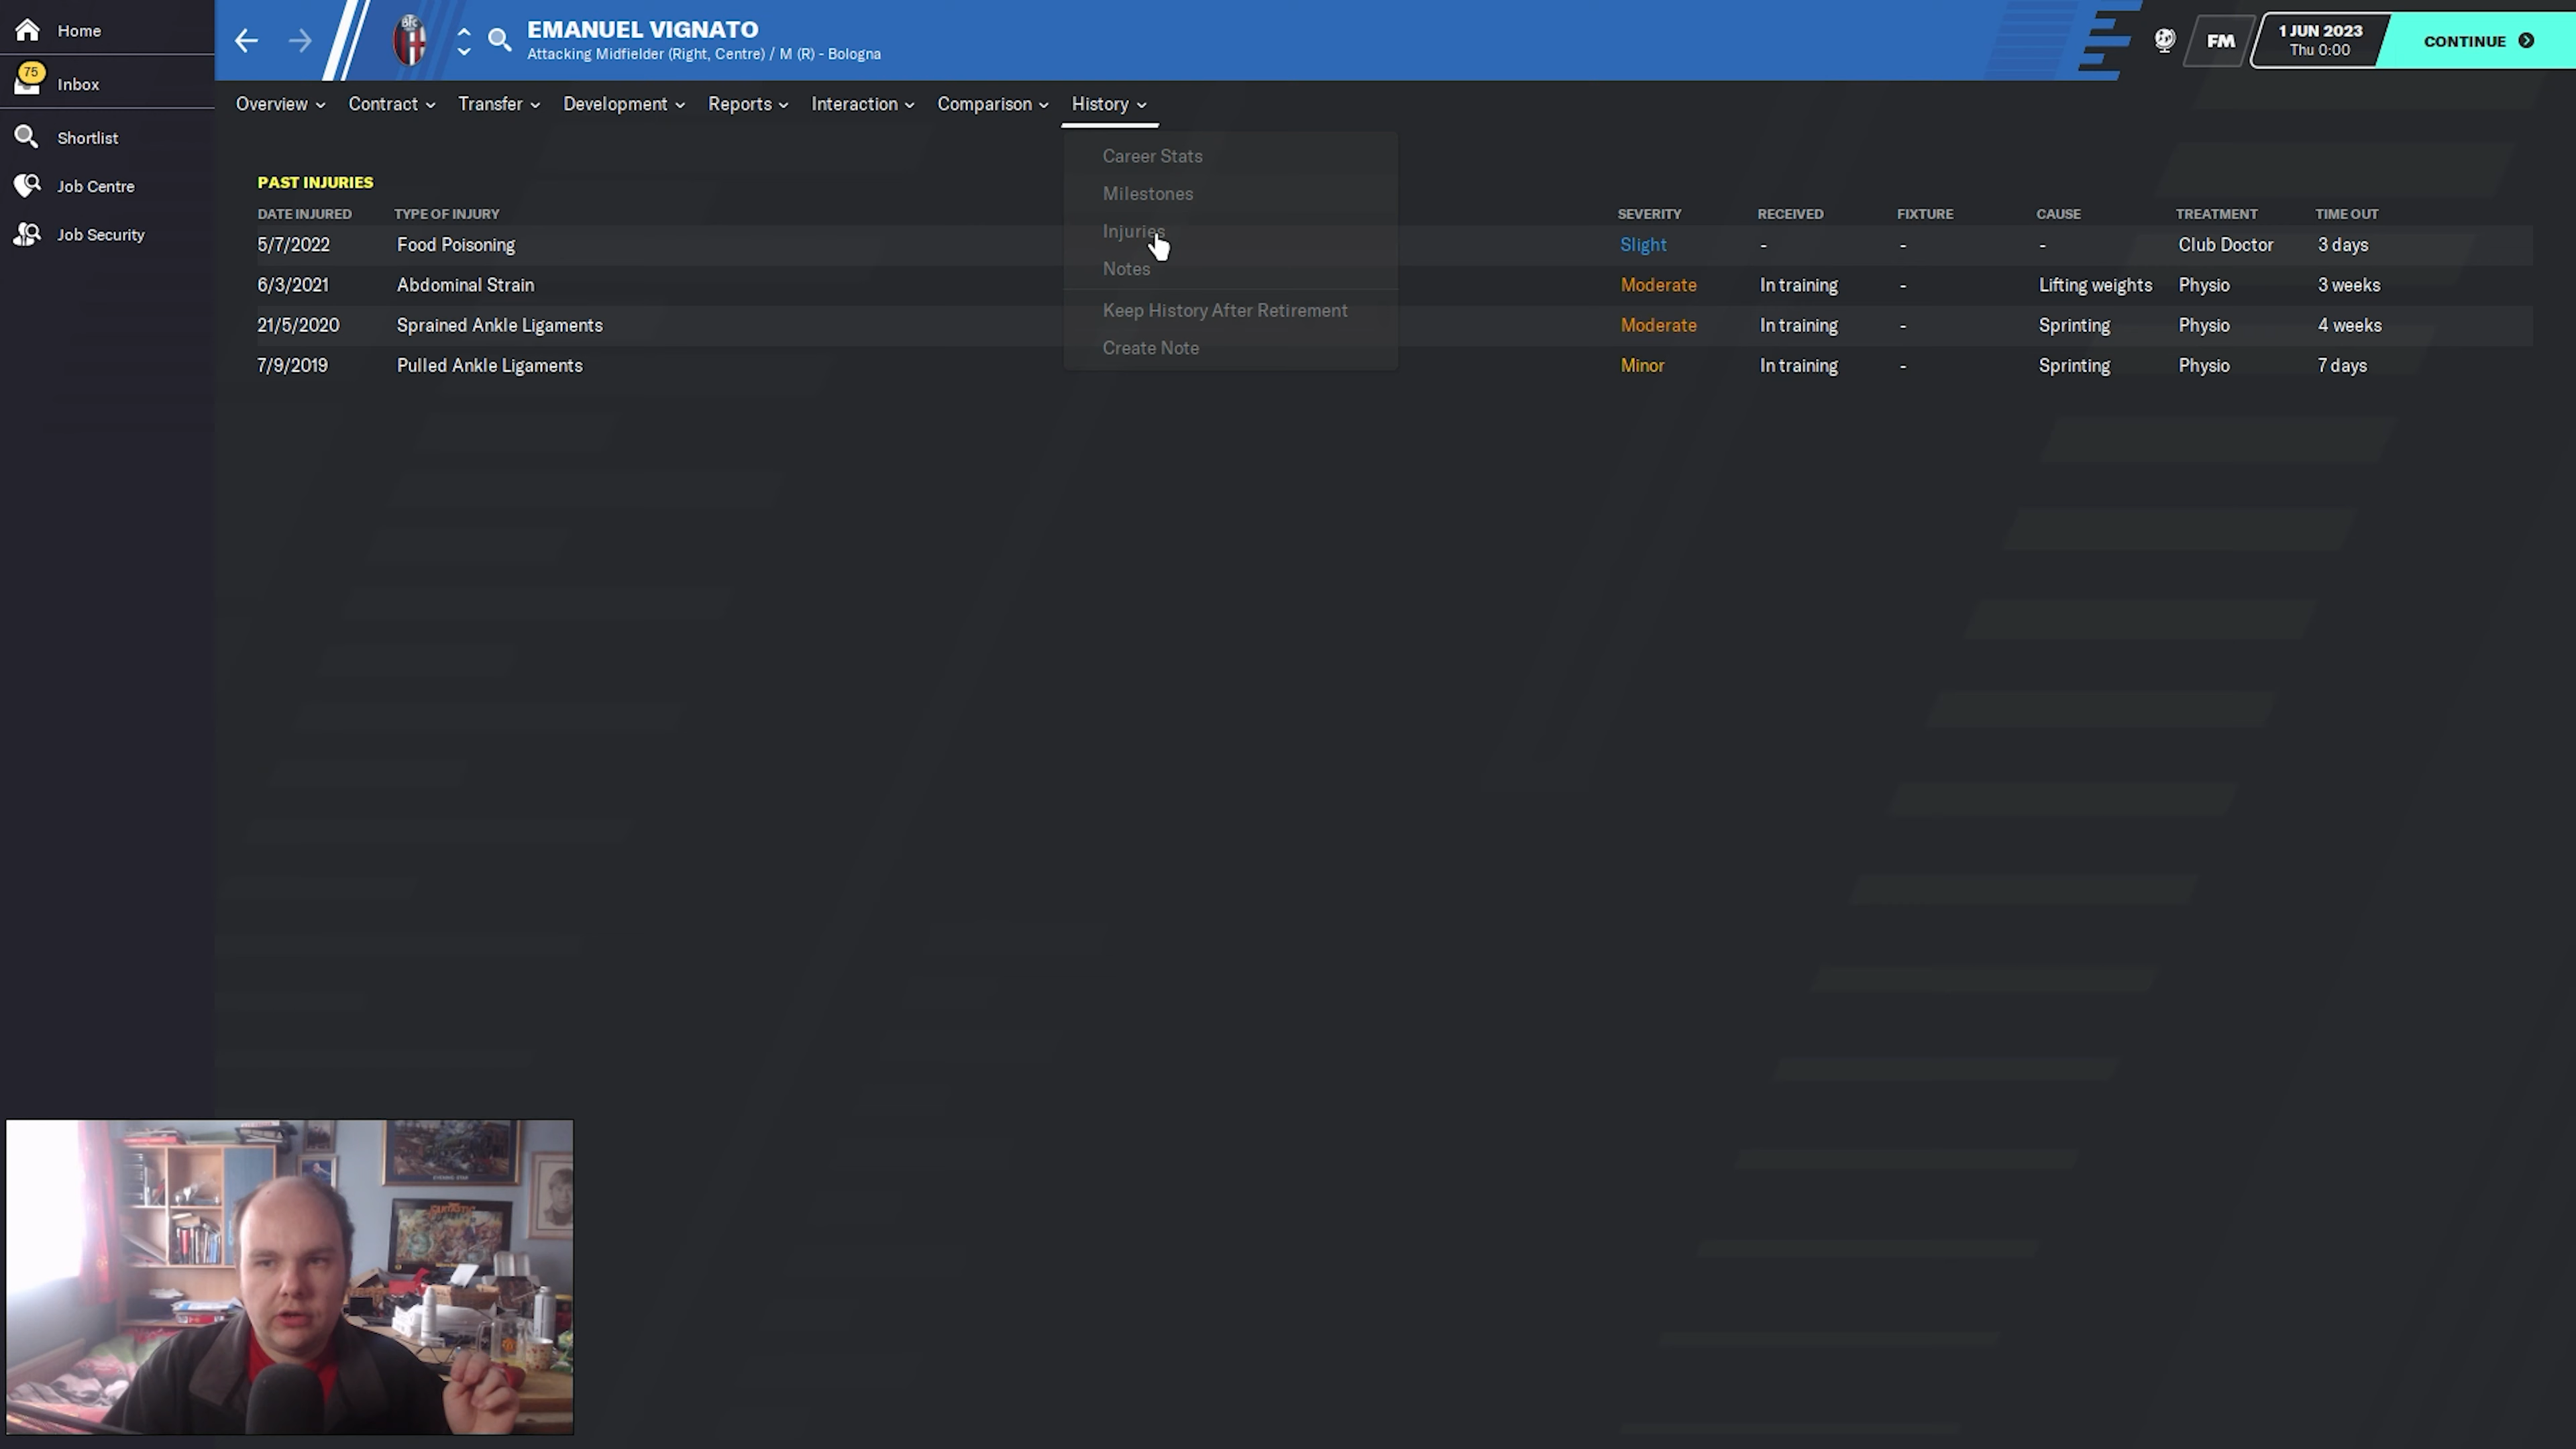 Home
75
Inbox
Shortlist
Job Centre
Job Security
BFC
EMANUEL VIGNATO
Attacking Midfielder (Right, Centre) / M (R) - Bologna
FM
1 JUN 2023
Thu 0:00
CONTINUE
Overview Contract Transfer Development Reports Interaction Comparison History
Career Stats
Milestones
Injuries
Notes
Keep History After Retirement
Create Note
PAST INJURIES
DATE INJURED TYPE OF INJURY SEVERITY RECEIVED FIXTURE CAUSE TREATMENT TIME OUT
5/7/2022 Food Poisoning Slight - - - Club Doctor 3 days
6/3/2021 Abdominal Strain Moderate In training - Lifting weights Physio 3 weeks
21/5/2020 Sprained Ankle Ligaments Moderate In training - Sprinting Physio 4 weeks
7/9/2019 Pulled Ankle Ligaments Minor In training - Sprinting Physio 7 days
EVENING STAR